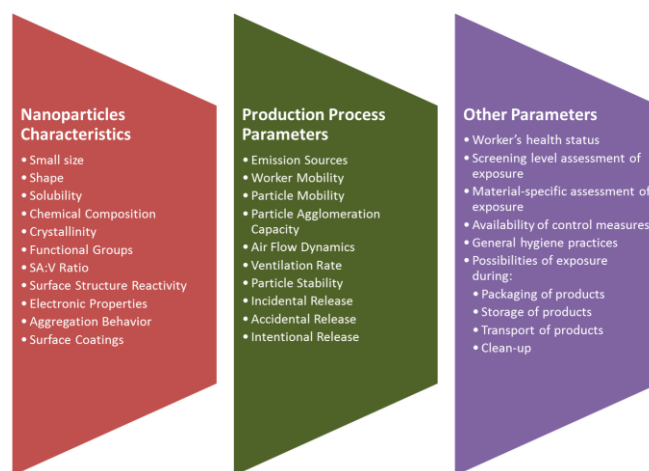 Nanoparticles
Characteristics
• Small size
• Shape
• Solubility
• Chemical Composition
• Crystallinity
• Functional Groups
• SA:V Ratio
• Surface Structure Reactivity
• Electronic Properties
• Aggregation Behavior
• Surface Coatings
Production Process
Parameters
• Emission Sources
• Worker Mobility
• Particle Mobility
• Particle Agglomeration
Capacity
• Air Flow Dynamics
• Ventilation Rate
• Particle Stability
• Incidental Release
• Accidental Release
• Intentional Release
Other Parameters
• Worker's health status
• Screening level assessment of
exposure
• Material-specific assessment of
exposure
• Availability of control measures
• General hygiene practices
• Possibilities of exposure
during:
• Packaging of products
• Storage of products
• Transport of products
• Clean-up